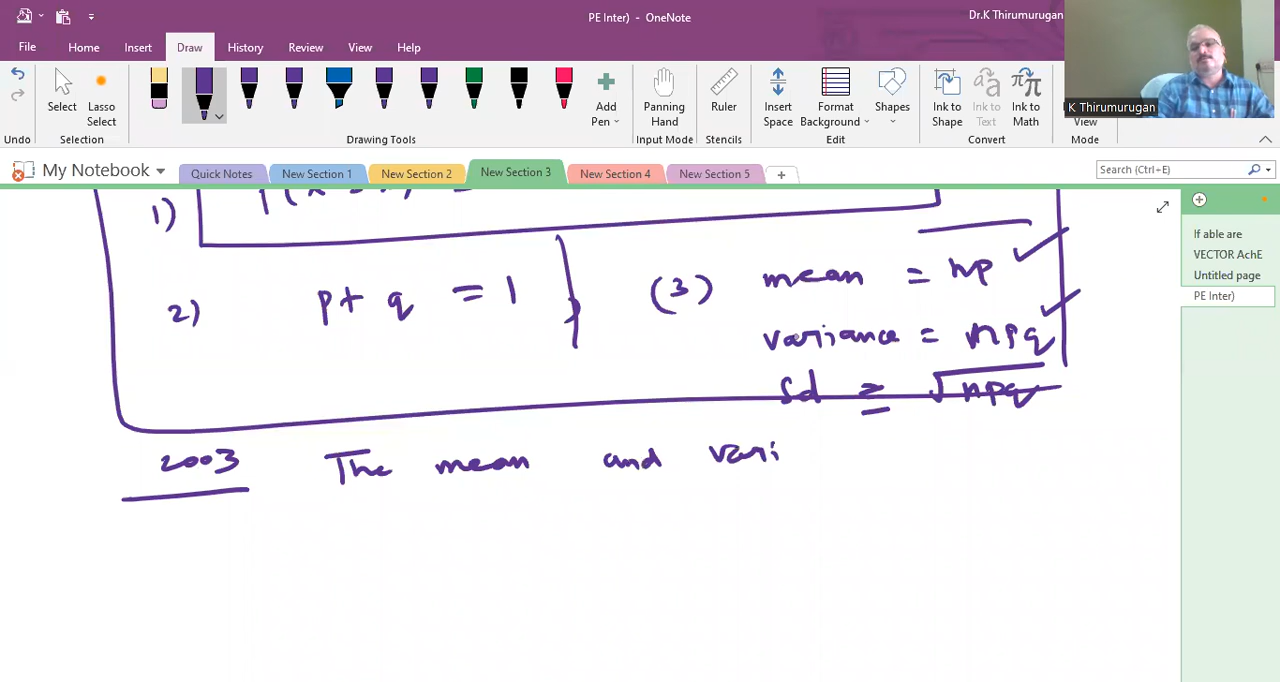 PE Inter) - OneNote
Dr.K Thirumurugan
File Home Insert Draw History Review View Help
Undo
Select
Lasso Select
Selection
Drawing Tools
Add Pen
Panning Hand
Input Mode
Ruler
Stencils
Insert Space
Format Background
Shapes
Edit
Ink to Shape
Ink to Text
Ink to Math
Convert
View
Mode
K Thirumurugan
My Notebook
Quick Notes New Section 1 New Section 2 New Section 3 New Section 4 New Section 5
Search (Ctrl+E)
If able are
VECTOR AchE
Untitled page
PE Inter)
1)
2) p + q = 1
(3) mean = np
variance = npq
Sd = √npq
2003 The mean and vari